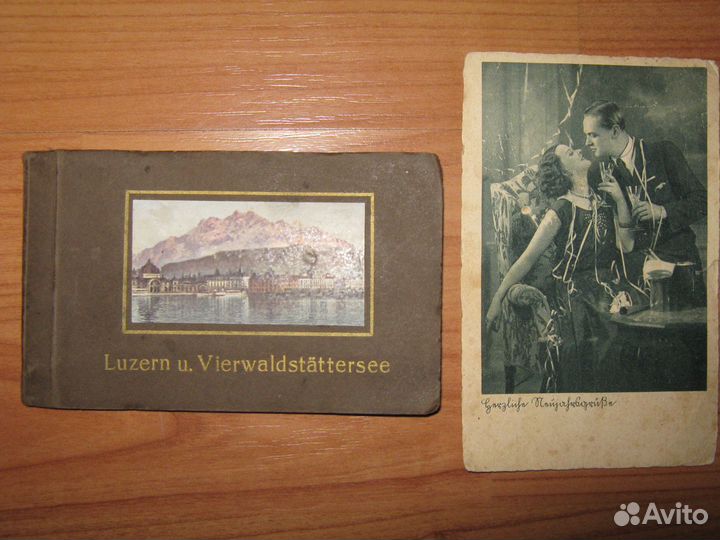 Luzern u. Vierwaldstättersee
Herzliche Neujahrsgrüße
Avito